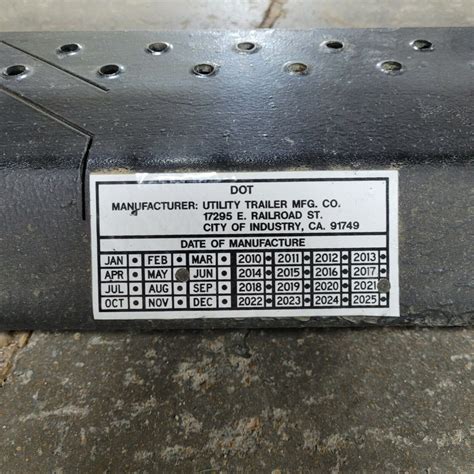 DOT
MANUFACTURER: UTILITY TRAILER MFG. CO.
17295 E. RAILROAD ST.
CITY OF INDUSTRY, CA. 91749
DATE OF MANUFACTURE
JAN FEB MAR 2010 2011 2012 2013
APR MAY JUN 2014 2015 2016 2017
JUL AUG SEP 2018 2019 2020 2021
OCT NOV DEC 2022 2023 2024 2025